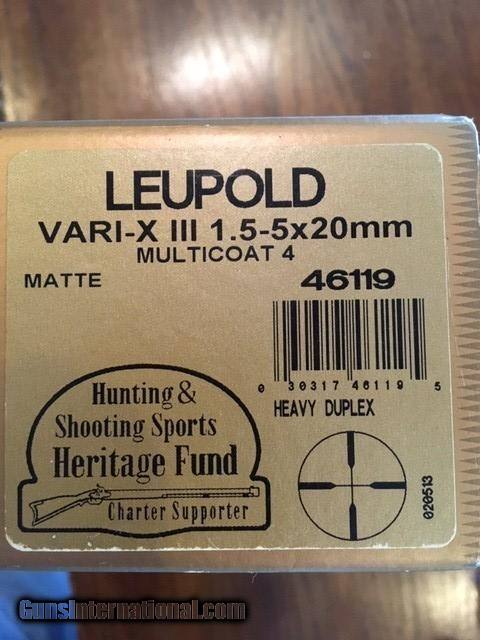 LEUPOLD
VARI-X III 1.5-5x20mm
MULTICOAT 4
MATTE
46119
0 30317 46119 5
HEAVY DUPLEX
Hunting &
Shooting Sports
Heritage Fund
Charter Supporter
020513
GunsInternational.com